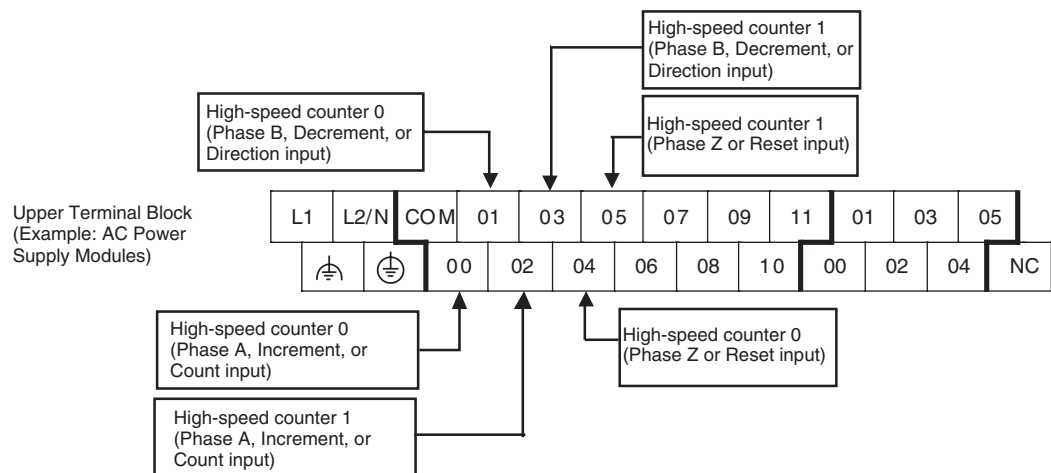 High-speed counter 1
(Phase B, Decrement, or
Direction input)
High-speed counter 0
(Phase B, Decrement, or
Direction input)
High-speed counter 1
(Phase Z or Reset input)
Upper Terminal Block
(Example: AC Power
Supply Modules)
L1 L2/N COM 01 03 05 07 09 11 01 03 05
00 02 04 06 08 10 00 02 04 NC
High-speed counter 0
(Phase A, Increment, or
Count input)
High-speed counter 0
(Phase Z or Reset input)
High-speed counter 1
(Phase A, Increment, or
Count input)